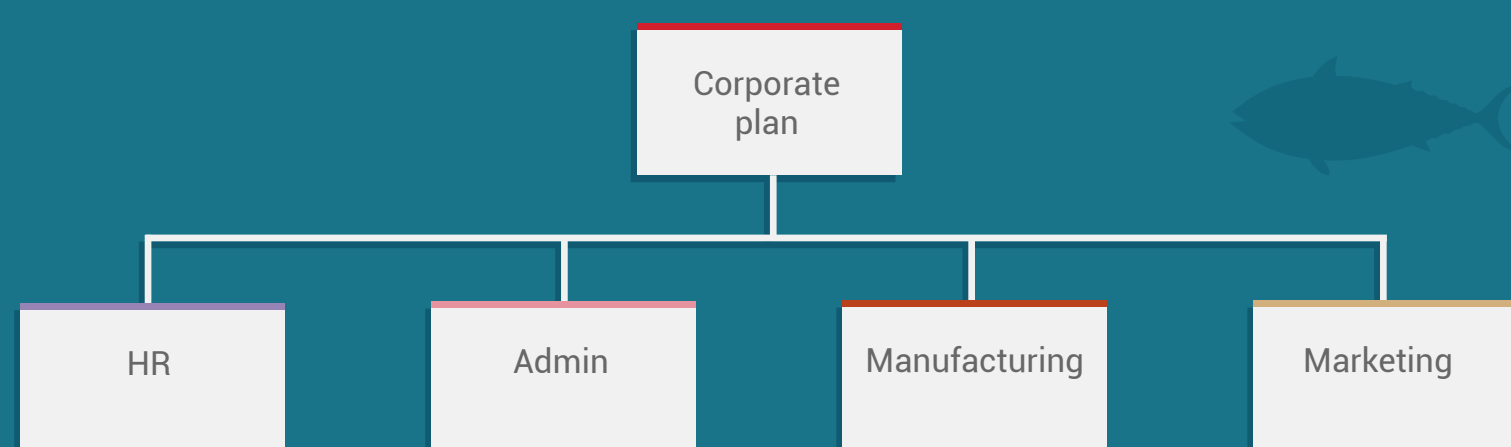 Corporate
plan
HR
Admin
Manufacturing
Marketing